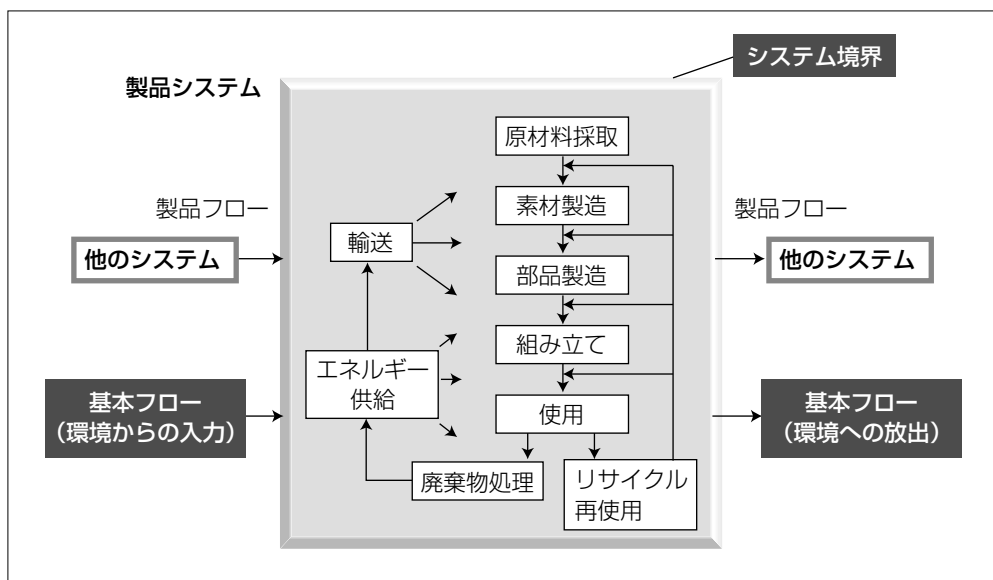 システム境界
製品システム
原材料採取
製品フロー
他のシステム
輸送
素材製造
部品製造
製品フロー
他のシステム
組み立て
エネルギー
供給
基本フロー
（環境からの入力）
使用
基本フロー
（環境への放出）
廃棄物処理
リサイクル
再使用